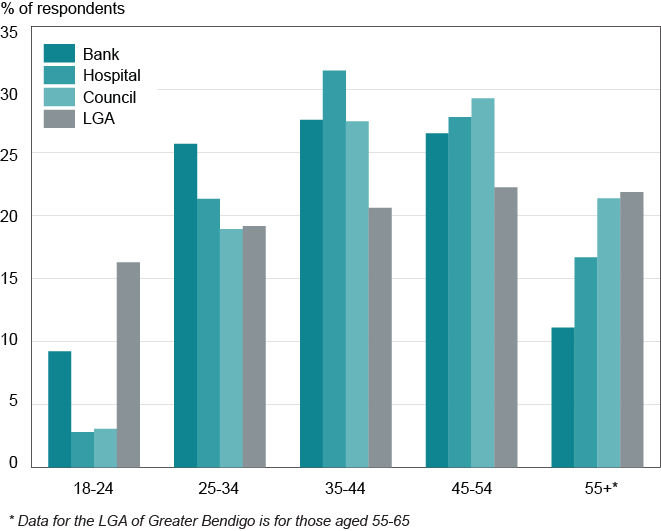 % of respondents
35
Bank
Hospital
Council
LGA
30
25
20
15
10
5
0
18-24 25-34 35-44 45-54 55+*
* Data for the LGA of Greater Bendigo is for those aged 55-65